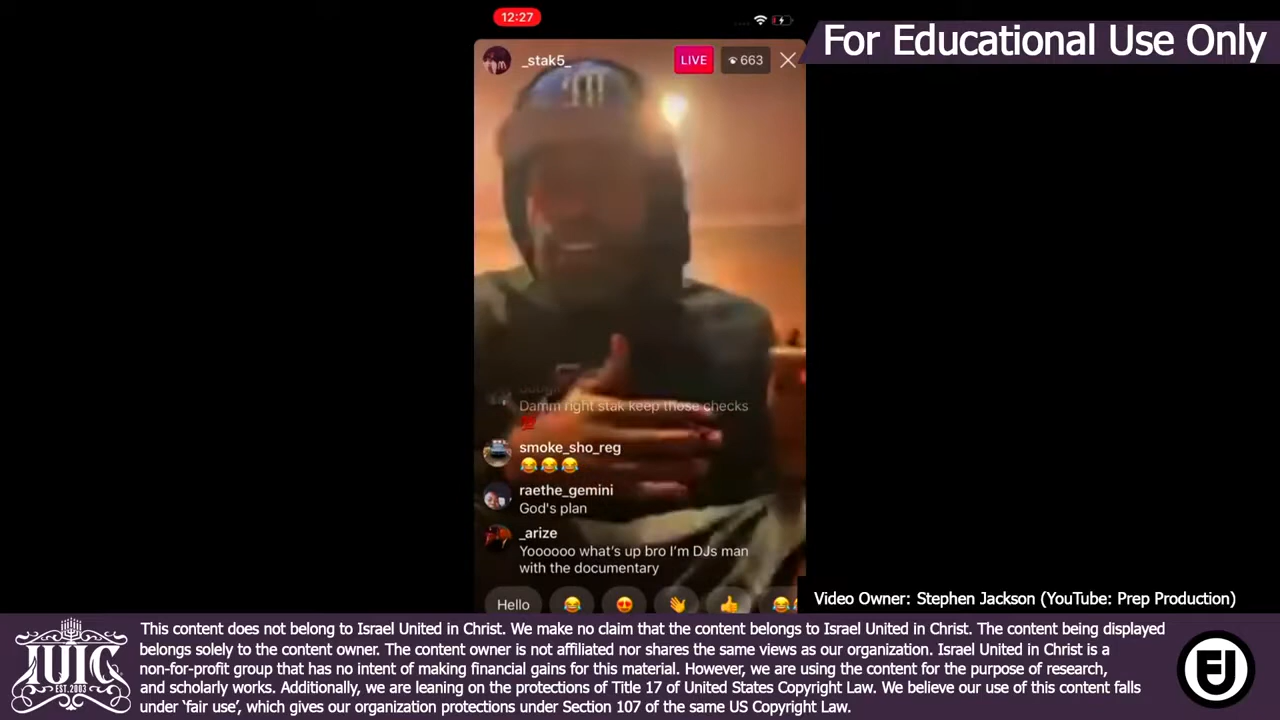 12:27
For Educational Use Only
_stak5_
LIVE
663
Damm right stak keep those checks
💯
smoke_sho_reg
😂😂😂
raethe_gemini
God's plan
_arize
Yoooooo what's up bro I'm DJs man
with the documentary
Hello
Video Owner: Stephen Jackson (YouTube: Prep Production)
This content does not belong to Israel United in Christ. We make no claim that the content belongs to Israel United in Christ. The content being displayed
belongs solely to the content owner. The content owner is not affiliated nor shares the same views as our organization. Israel United in Christ is a
non-for-profit group that has no intent of making financial gains for this material. However, we are using the content for the purpose of research,
and scholarly works. Additionally, we are leaning on the protections of Title 17 of United States Copyright Law. We believe our use of this content falls
under ‘fair use’, which gives our organization protections under Section 107 of the same US Copyright Law.
IUIC
EST. 2003